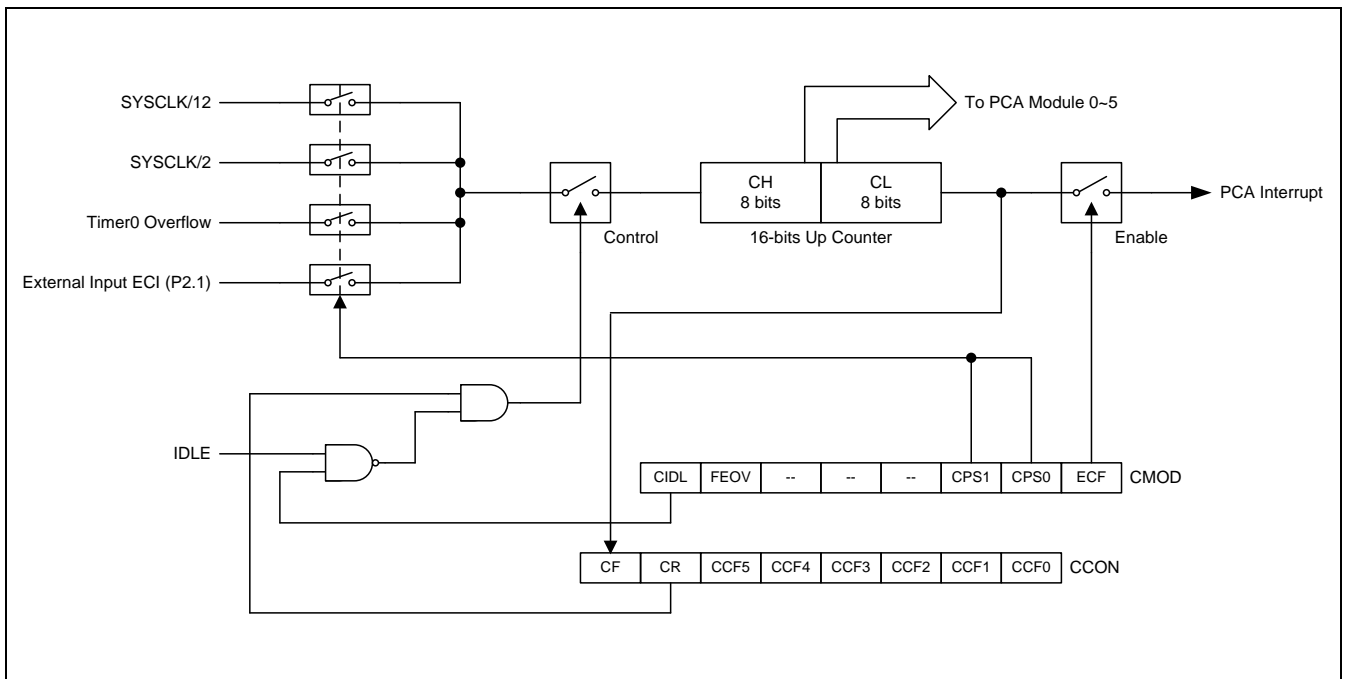 SYSCLK/12
To PCA Module 0~5
SYSCLK/2
CH
8 bits
CL
8 bits
PCA Interrupt
Timer0 Overflow
Control
16-bits Up Counter
Enable
External Input ECI (P2.1)
IDLE
CIDL FEOV -- -- -- CPS1 CPS0 ECF CMOD
CF CR CCF5 CCF4 CCF3 CCF2 CCF1 CCF0 CCON